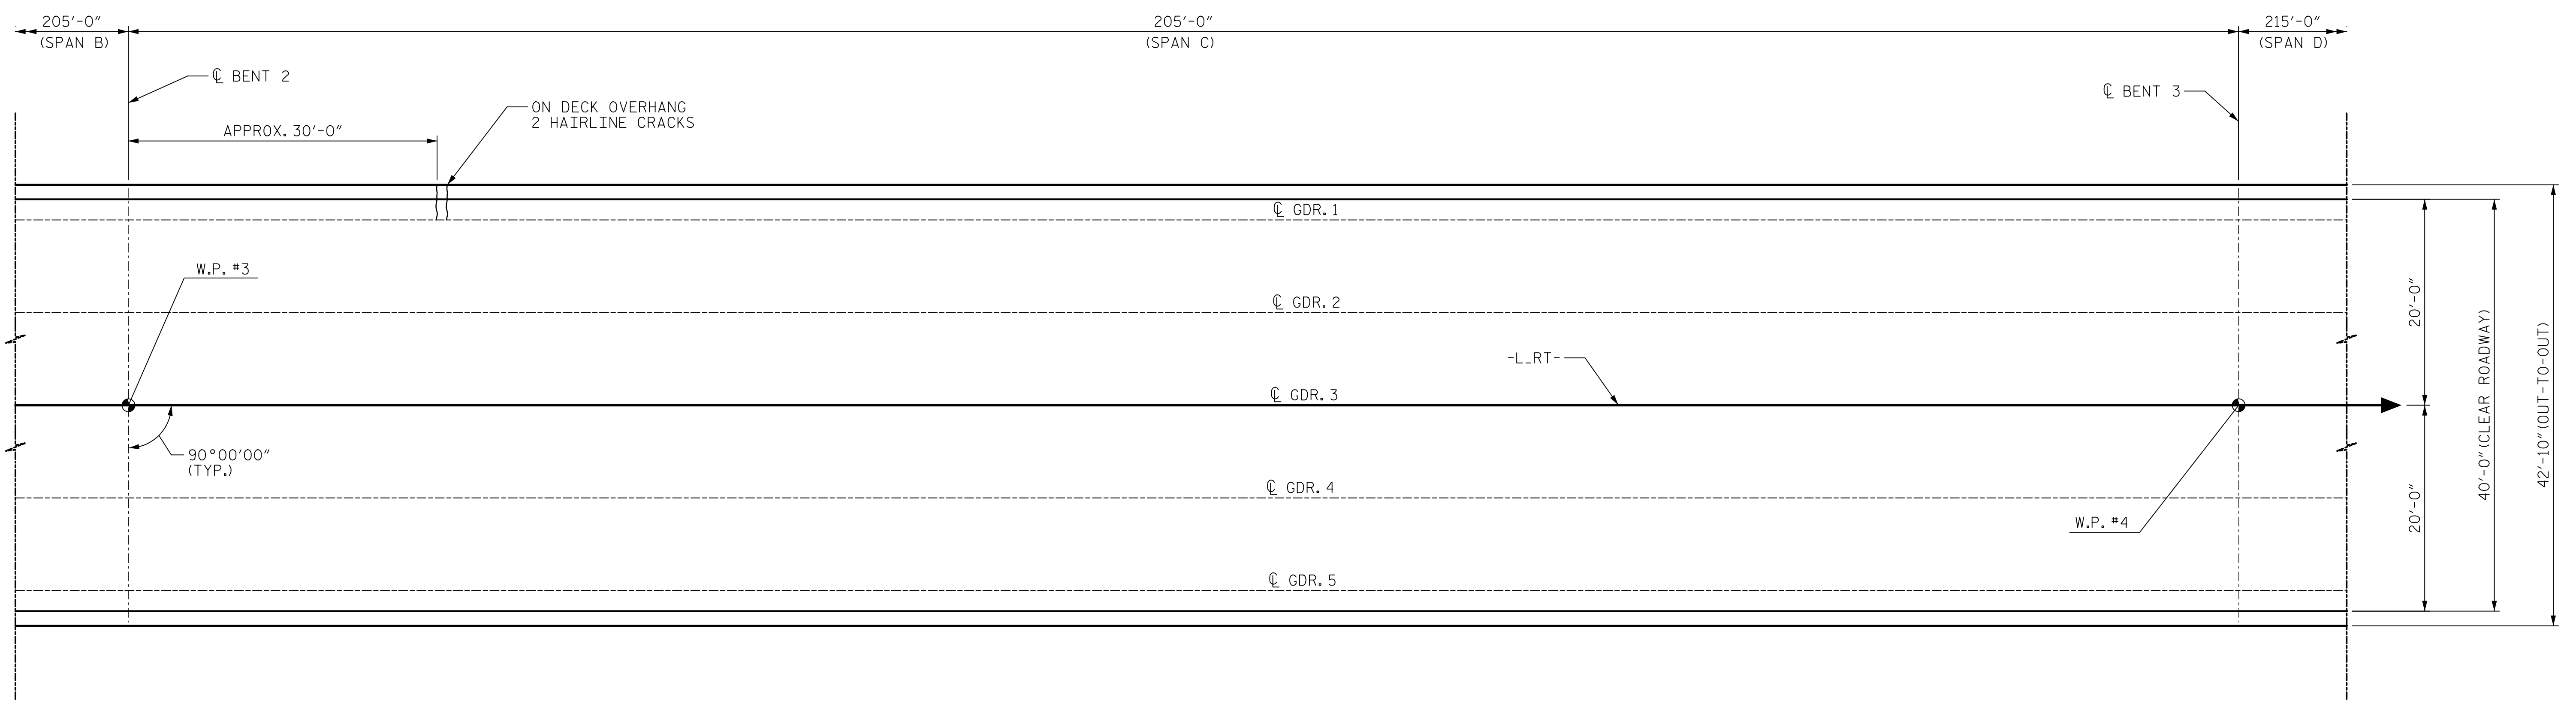 205'-0"
(SPAN B)
205'-0"
(SPAN C)
215'-0"
(SPAN D)
℄ BENT 2
℄ BENT 3
ON DECK OVERHANG
2 HAIRLINE CRACKS
APPROX. 30'-0"
℄ GDR. 1
W.P. #3
℄ GDR. 2
20'-0"
-L_RT-
℄ GDR. 3
40'-0" (CLEAR ROADWAY)
42'-10" (OUT-TO-OUT)
90°00'00"
(TYP.)
℄ GDR. 4
20'-0"
W.P. #4
℄ GDR. 5